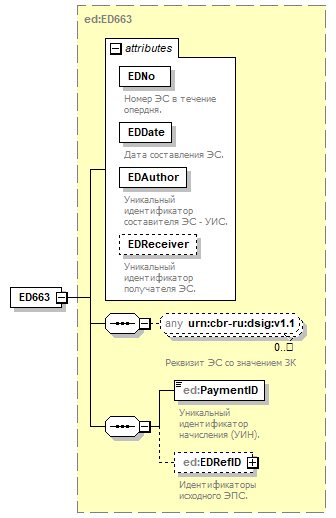 ed:ED663
attributes
EDNo
Номер ЭС в течение
опердня.
EDDate
Дата составления ЭС.
EDAuthor
Уникальный
идентификатор
составителя ЭС - УИС.
EDReceiver
Уникальный
идентификатор
получателя ЭС.
ED663
any urn:cbr-ru:dsig:v1.1
0..□
Реквизит ЭС со значением ЗК
ed:PaymentID
Уникальный
идентификатор
начисления (УИН).
ed:EDRefID
Идентификаторы
исходного ЭПС.